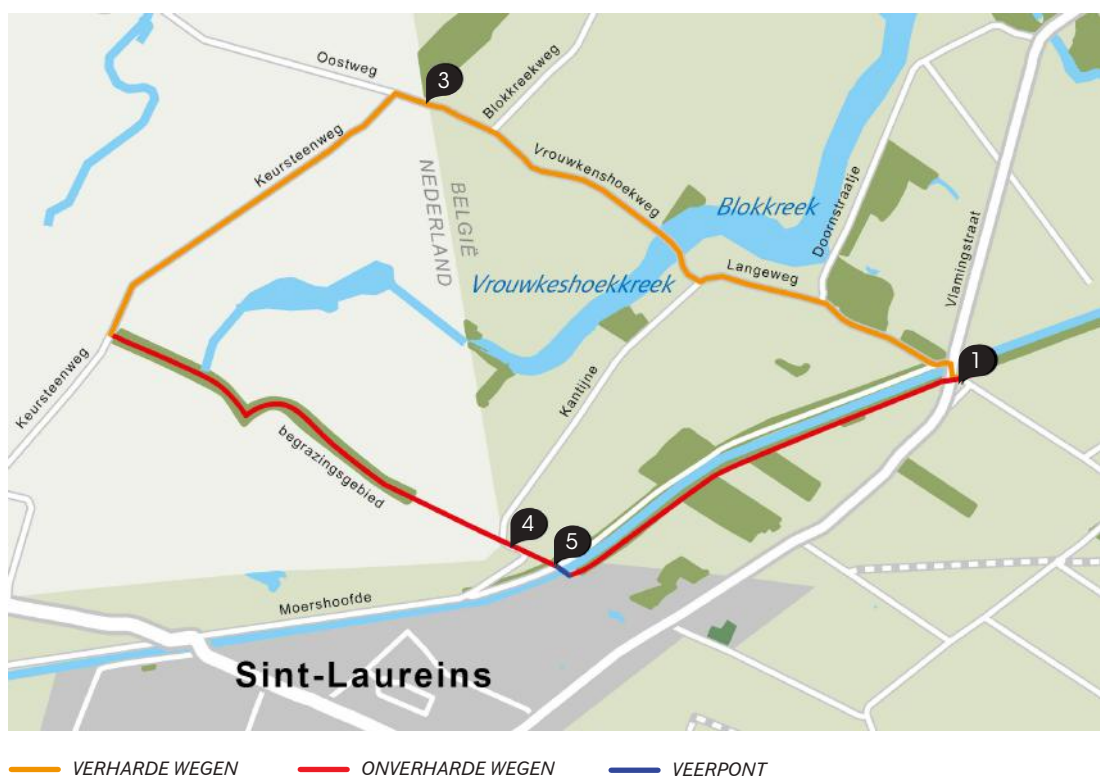 Oostweg
3
Blokkreekweg
Keursteenweg
Vrouwkenshoekweg
NEDERLAND
BELGIË
Blokkreek
Doornstraatje
Vlamingstraat
Langeweg
Vrouwkeshoekkreek
Keursteenweg
1
Kantijne
begrazingsgebied
4
5
Moershoofde
Sint-Laureins
VERHARDE WEGEN
ONVERHARDE WEGEN
VEERPONT